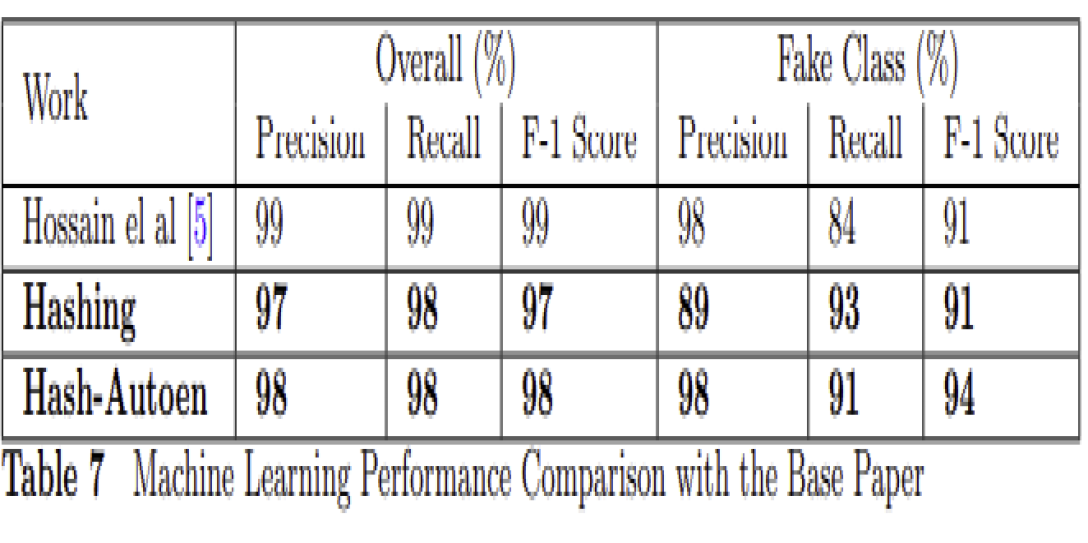 Work Overall (%) Fake Class (%)
Precision Recall F-1 Score Precision Recall F-1 Score
Hossain el al [5] 99 99 99 98 84 91
Hashing 97 98 97 89 93 91
Hash-Autoen 98 98 98 98 91 94
Table 7 Machine Learning Performance Comparison with the Base Paper